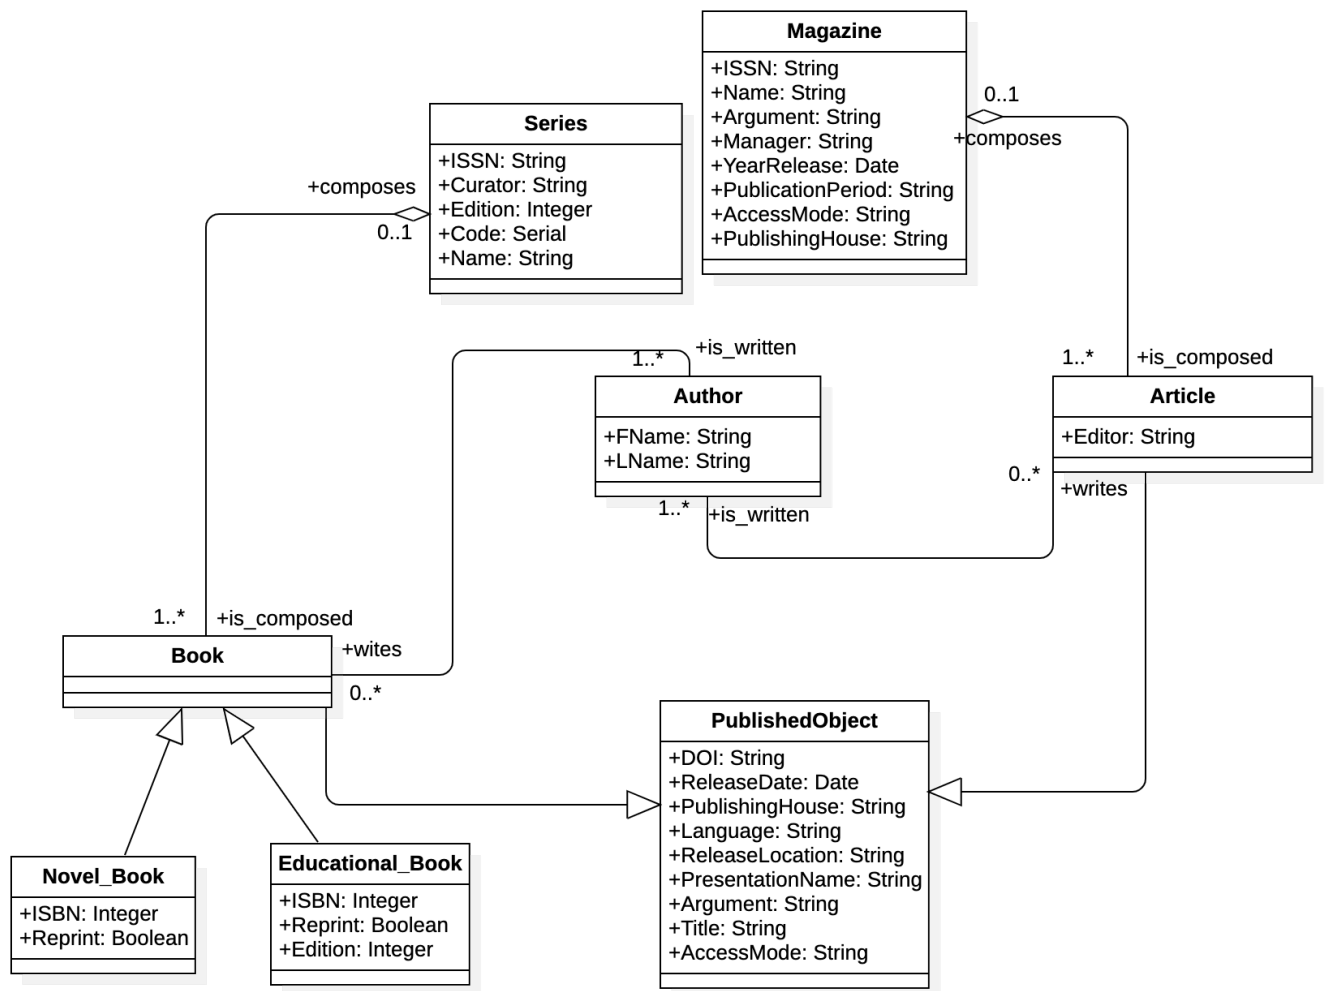 Magazine
+ISSN: String
+Name: String
+Argument: String
+Manager: String
+YearRelease: Date
+PublicationPeriod: String
+AccessMode: String
+PublishingHouse: String
0..1
+composes
Series
+ISSN: String
+Curator: String
+Edition: Integer
+Code: Serial
+Name: String
+composes
0..1
1..*
+is_written
1..*
+is_composed
Author
+FName: String
+LName: String
Article
+Editor: String
0..*
+writes
1..*
+is_written
1..*
+is_composed
Book
+wites
0..*
PublishedObject
+DOI: String
+ReleaseDate: Date
+PublishingHouse: String
+Language: String
+ReleaseLocation: String
+PresentationName: String
+Argument: String
+Title: String
+AccessMode: String
Novel_Book
+ISBN: Integer
+Reprint: Boolean
Educational_Book
+ISBN: Integer
+Reprint: Boolean
+Edition: Integer